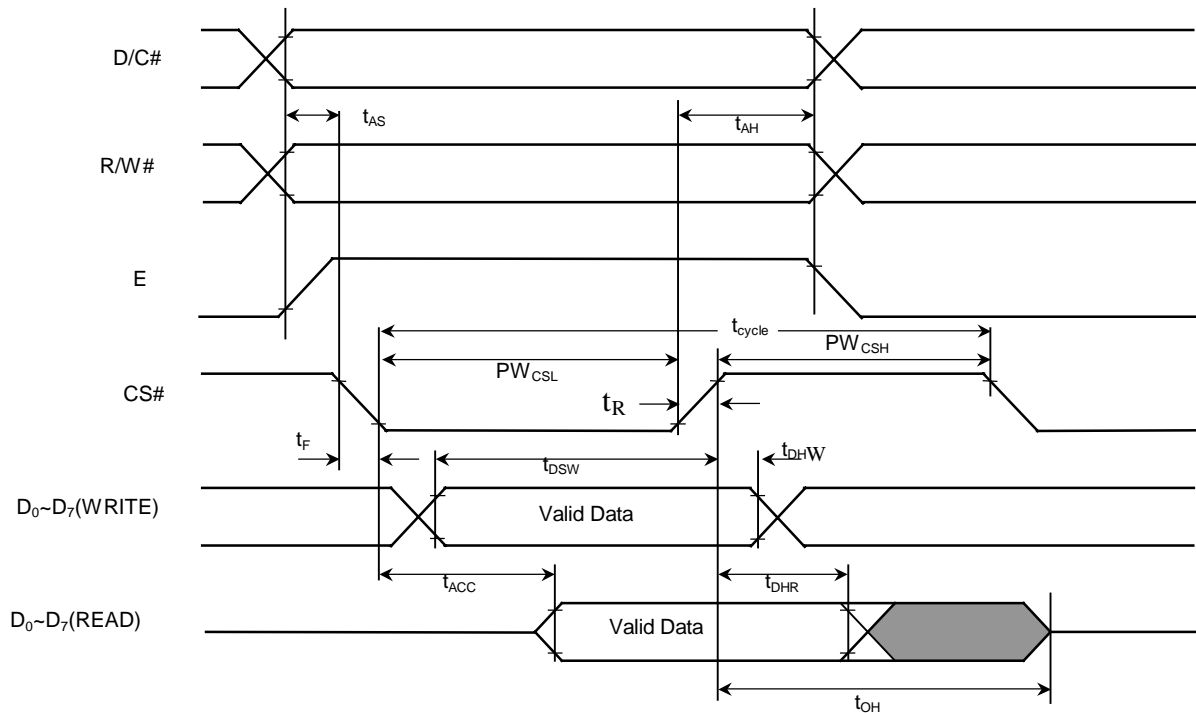 D/C#
tAS
tAH
R/W#
E
tcycle
PWCSL
PWCSH
CS#
tR
tF
tDSW
tDHW
D0~D7(WRITE)
Valid Data
tACC
tDHR
D0~D7(READ)
Valid Data
tOH